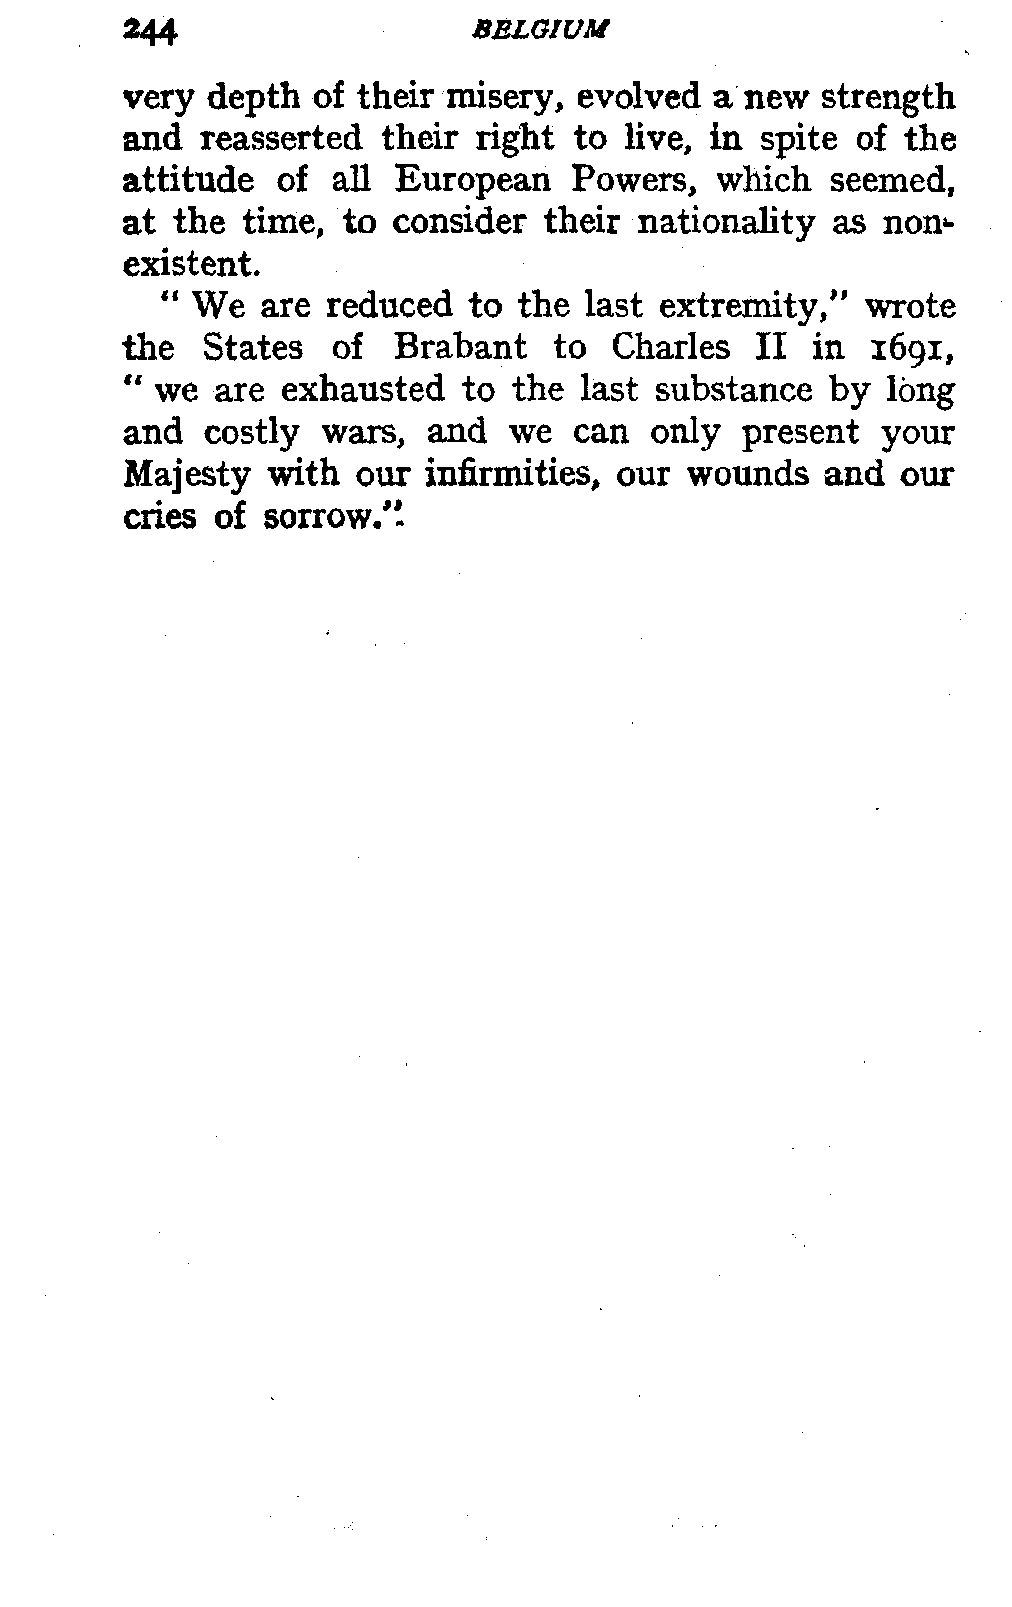 244 BELGIUM
very depth of their misery, evolved a new strength
and reasserted their right to live, in spite of the
attitude of all European Powers, which seemed,
at the time, to consider their nationality as non-
existent.
" We are reduced to the last extremity," wrote
the States of Brabant to Charles II in 1691,
" we are exhausted to the last substance by long
and costly wars, and we can only present your
Majesty with our infirmities, our wounds and our
cries of sorrow."